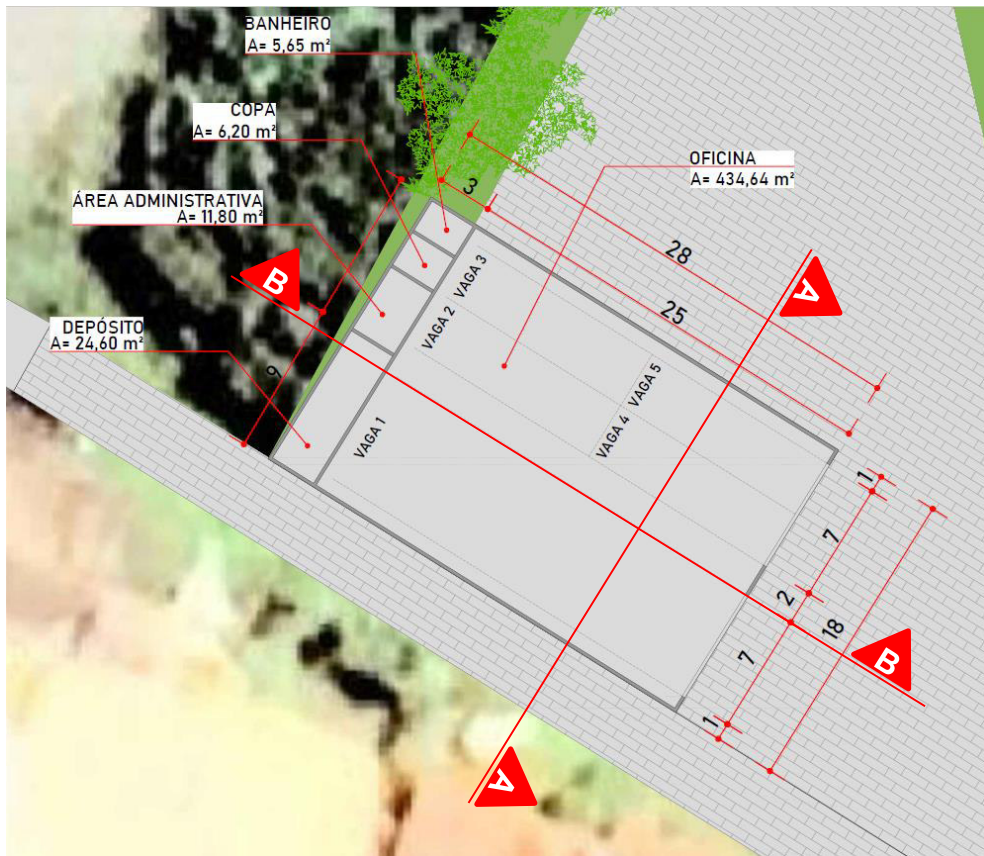 BANHEIRO
A= 5,65 m²
COPA
A= 6,20 m²
ÁREA ADMINISTRATIVA
A= 11,80 m²
DEPÓSITO
A= 24,60 m²
OFICINA
A= 434,64 m²
3
28
25
9
B
A
VAGA 3
VAGA 2
VAGA 1
VAGA 5
VAGA 4
1
7
2
18
7
1
B
A